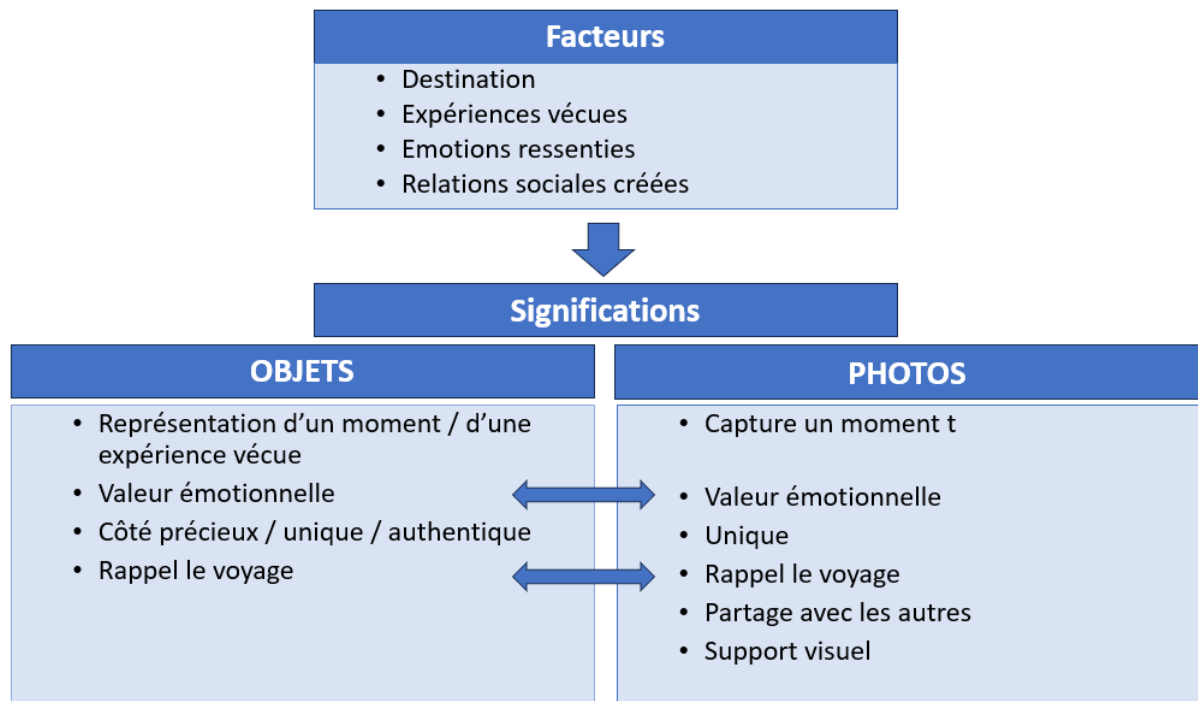 Facteurs
• Destination
• Expériences vécues
• Emotions ressenties
• Relations sociales créées
Significations
OBJETS
• Représentation d’un moment / d’une
expérience vécue
• Valeur émotionnelle
• Côté précieux / unique / authentique
• Rappel le voyage
PHOTOS
• Capture un moment t
• Valeur émotionnelle
• Unique
• Rappel le voyage
• Partage avec les autres
• Support visuel